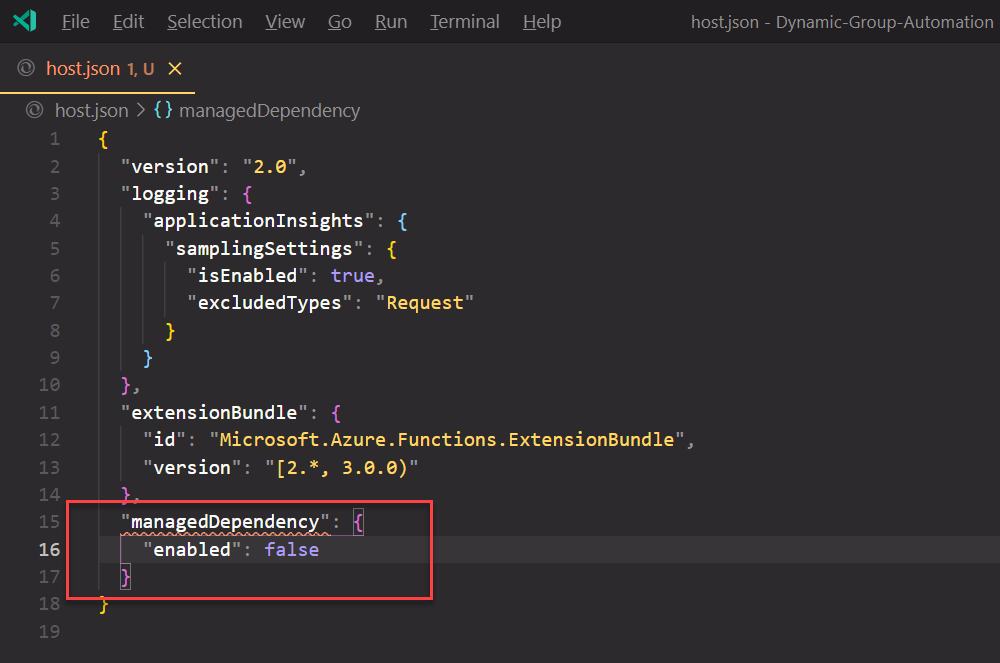 File Edit Selection View Go Run Terminal Help host.json - Dynamic-Group-Automation
host.json 1, U
host.json > {} managedDependency
1 {
2 "version": "2.0",
3 "logging": {
4 "applicationInsights": {
5 "samplingSettings": {
6 "isEnabled": true,
7 "excludedTypes": "Request"
8 }
9 }
10 },
11 "extensionBundle": {
12 "id": "Microsoft.Azure.Functions.ExtensionBundle",
13 "version": "[2.*, 3.0.0)"
14 },
15 "managedDependency": {
16 "enabled": false
17 }
18 }
19